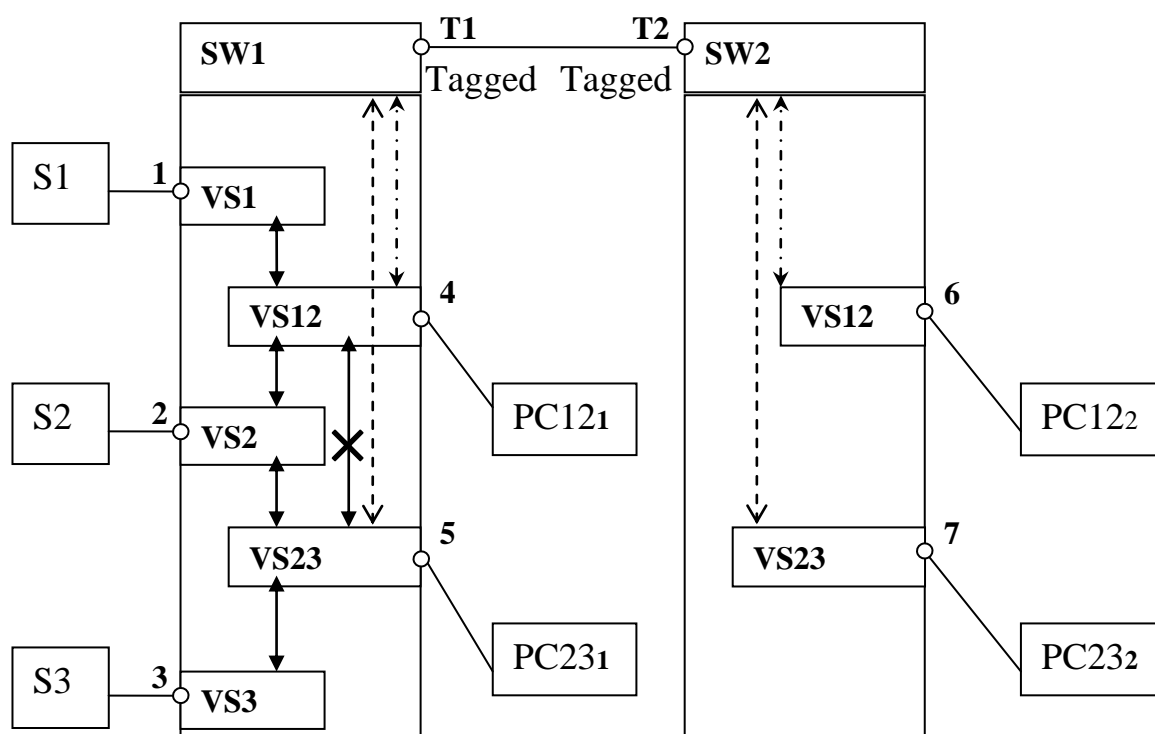 T1
T2
SW1
SW2
Tagged
Tagged
S1
1
VS1
4
6
VS12
VS12
S2
2
VS2
PC121
PC122
5
7
VS23
VS23
S3
3
VS3
PC231
PC232